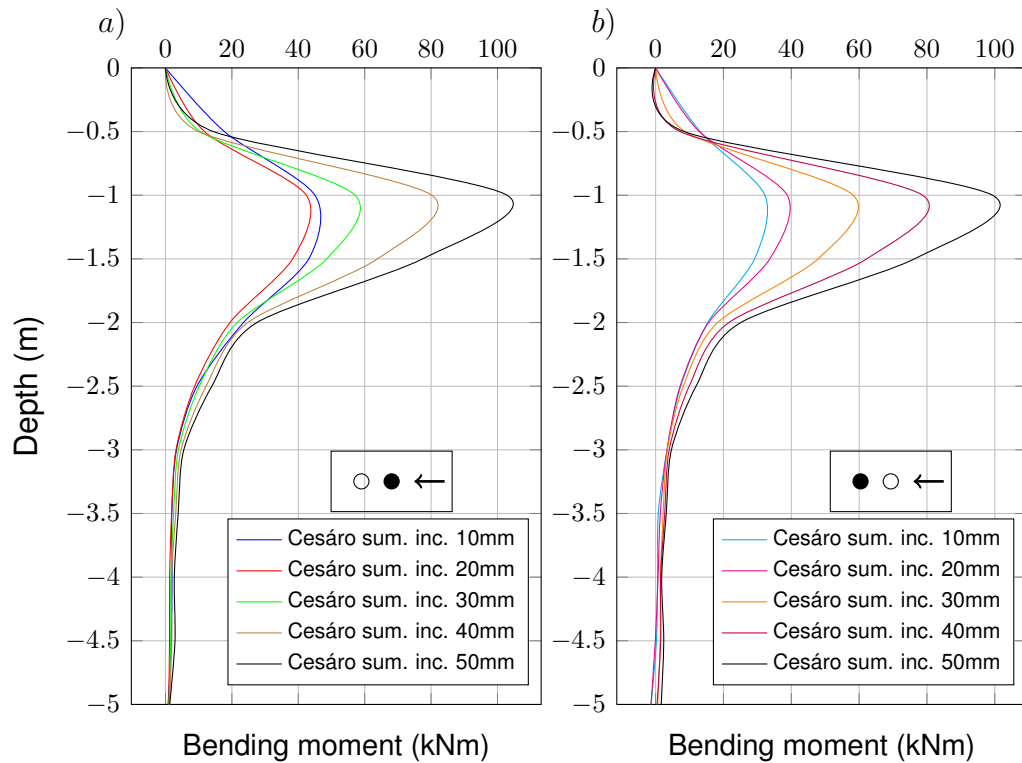 a)
0 20 40 60 80 100
0
−0.5
−1
−1.5
−2
−2.5
−3
−3.5
−4
−4.5
−5
Depth (m)
Cesáro sum. inc. 10mm
Cesáro sum. inc. 20mm
Cesáro sum. inc. 30mm
Cesáro sum. inc. 40mm
Cesáro sum. inc. 50mm
Bending moment (kNm)
b)
0 20 40 60 80 100
0
−0.5
−1
−1.5
−2
−2.5
−3
−3.5
−4
−4.5
−5
Cesáro sum. inc. 10mm
Cesáro sum. inc. 20mm
Cesáro sum. inc. 30mm
Cesáro sum. inc. 40mm
Cesáro sum. inc. 50mm
Bending moment (kNm)